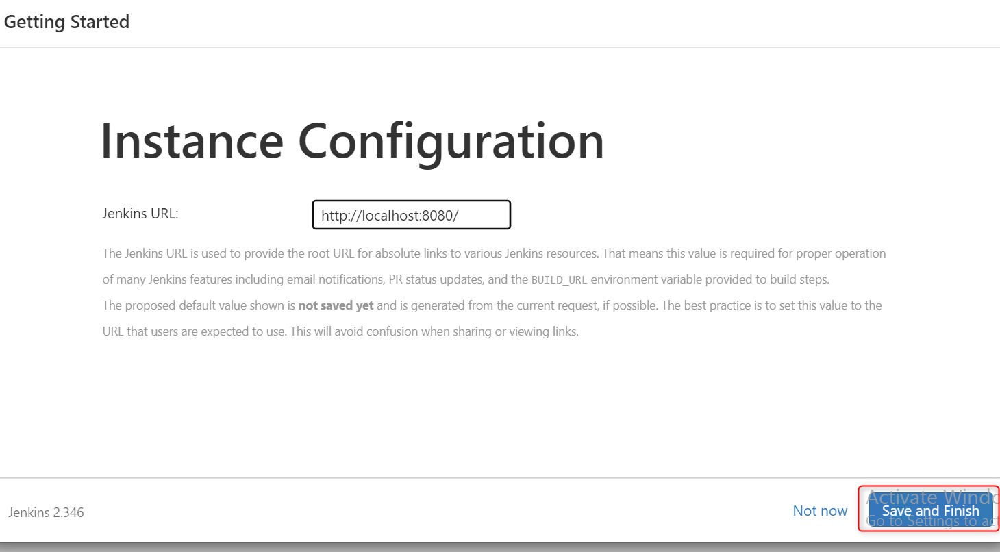 Getting Started
Instance Configuration
Jenkins URL:
http://localhost:8080/
The Jenkins URL is used to provide the root URL for absolute links to various Jenkins resources. That means this value is required for proper operation
of many Jenkins features including email notifications, PR status updates, and the BUILD_URL environment variable provided to build steps.
The proposed default value shown is not saved yet and is generated from the current request, if possible. The best practice is to set this value to the
URL that users are expected to use. This will avoid confusion when sharing or viewing links.
Jenkins 2.346
Not now
Save and Finish
Activate
Go to Settings to